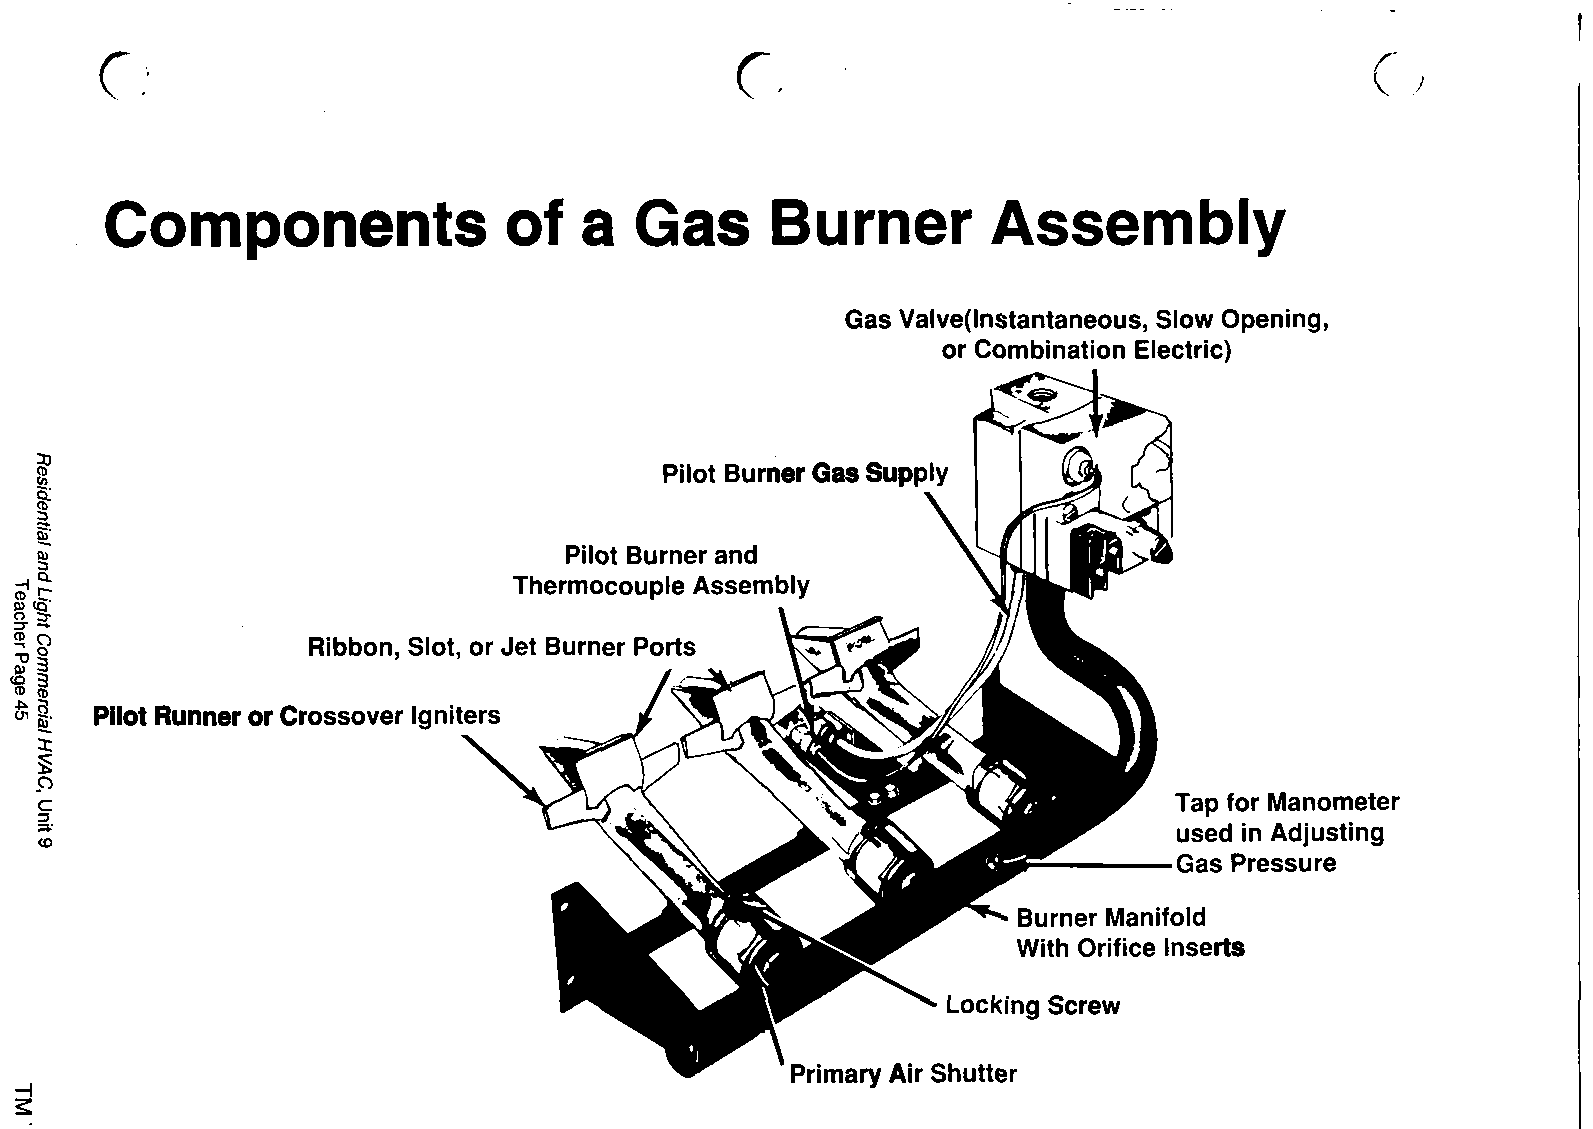 Components of a Gas Burner Assembly
Gas Valve(Instantaneous, Slow Opening,
or Combination Electric)
Pilot Burner Gas Supply
Pilot Burner and
Thermocouple Assembly
Ribbon, Slot, or Jet Burner Ports
Pilot Runner or Crossover Igniters
Tap for Manometer
used in Adjusting
Gas Pressure
Burner Manifold
With Orifice Inserts
Locking Screw
Primary Air Shutter
Residential and Light Commercial HVAC, Unit 9
Teacher Page 45
TM